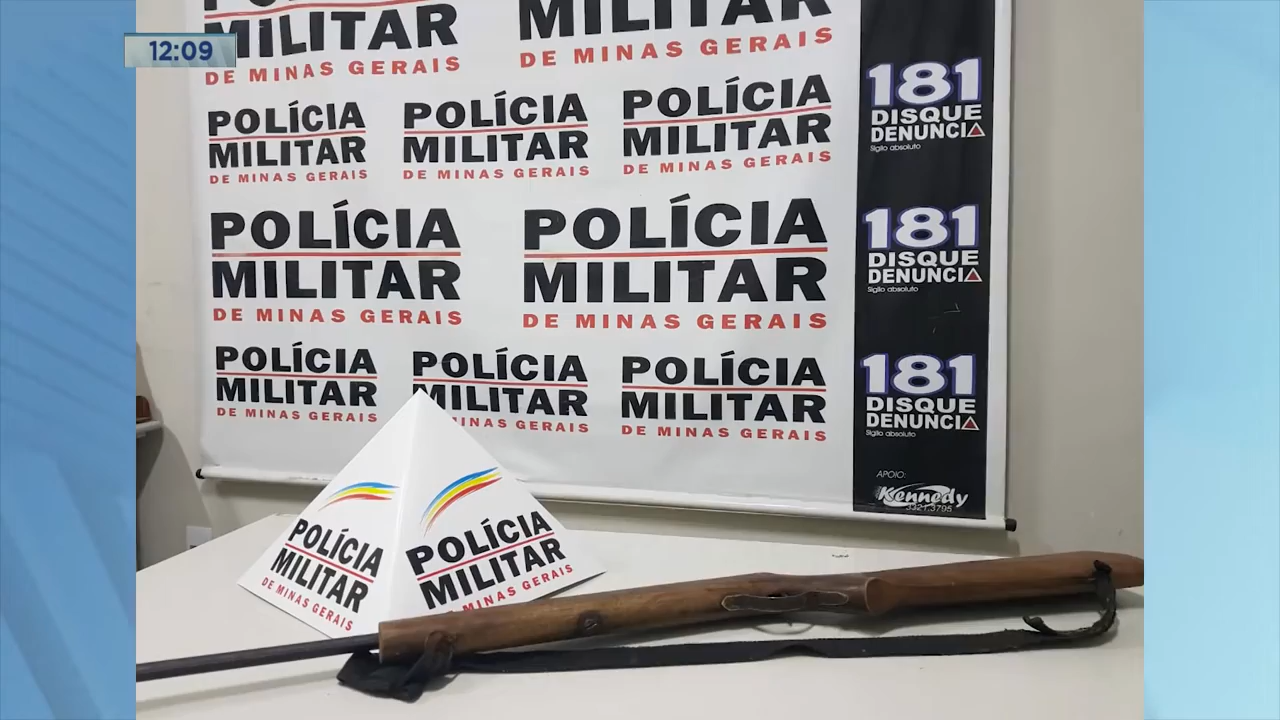 12:09
MILITAR
DE MINAS GERAIS
MILITAR
DE MINAS GERAIS
181
DISQUE
DENUNCIA
Sigilo absoluto
POLÍCIA
MILITAR
DE MINAS GERAIS
POLÍCIA
MILITAR
DE MINAS GERAIS
POLÍCIA
MILITAR
DE MINAS GERAIS
POLÍCIA
MILITAR
DE MINAS GERAIS
POLÍCIA
MILITAR
DE MINAS GERAIS
181
DISQUE
DENUNCIA
Sigilo absoluto
POLÍCIA
MILITAR
DE MINAS GERAIS
POLÍCIA
MILITAR
MINAS GERAIS
POLÍCIA
MILITAR
DE MINAS GERAIS
181
DISQUE
DENUNCIA
Sigilo absoluto
APOIO:
Kennedy
3321.3795
POLÍCIA
MILITAR
DE MINAS GERAIS
POLÍCIA
MILITAR
MINAS GERAIS